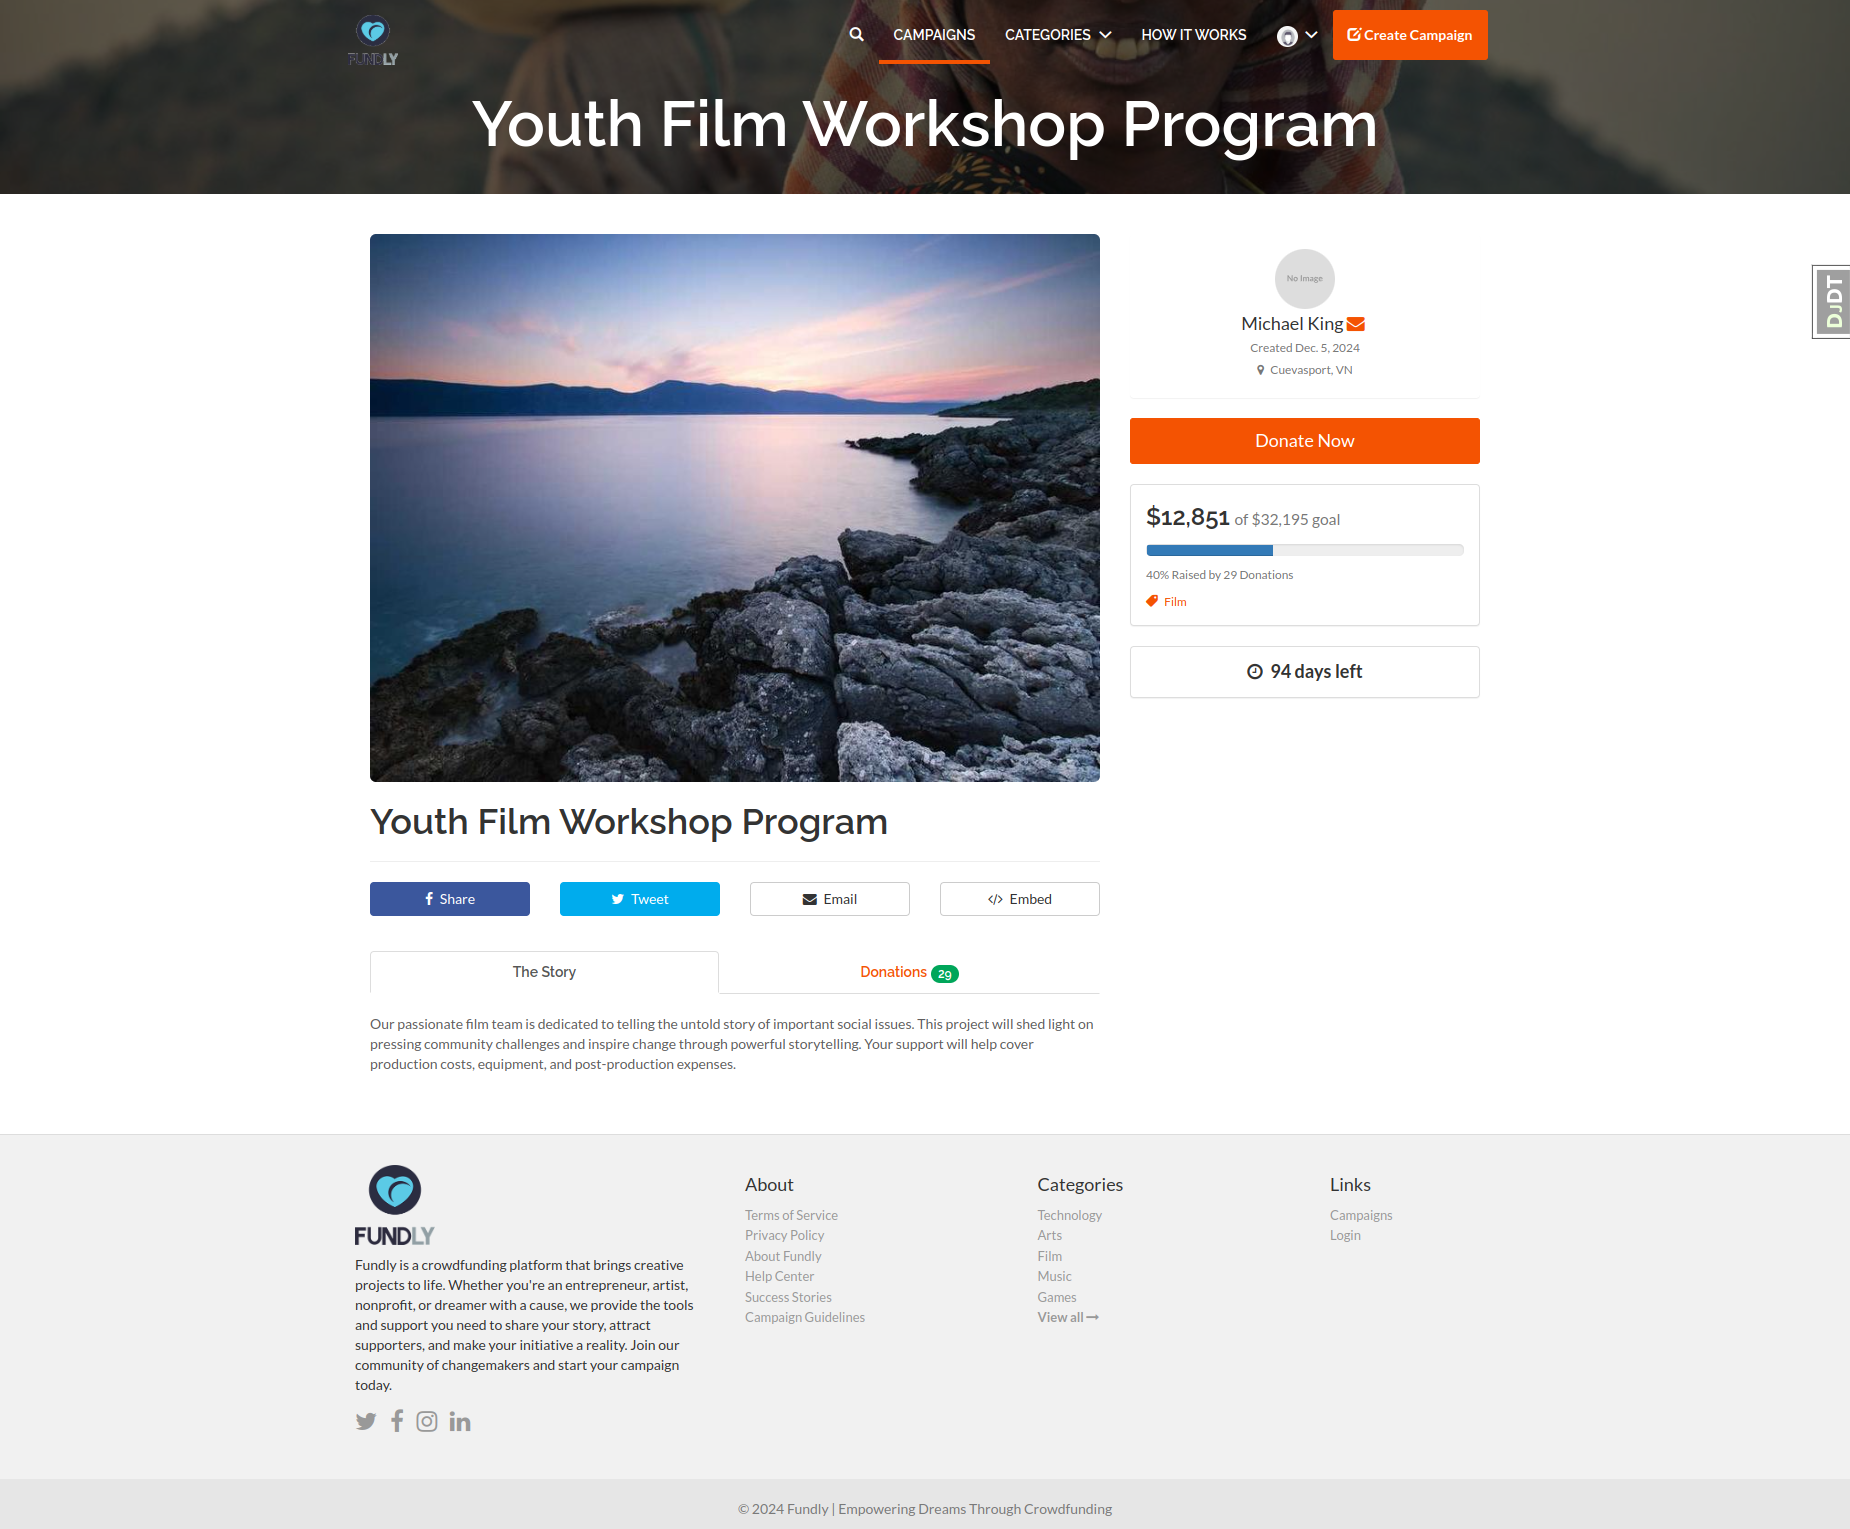 FUNDLY
CAMPAIGNS
CATEGORIES
HOW IT WORKS
Create Campaign
Youth Film Workshop Program
DJDT
No Image
Michael King
Created Dec. 5, 2024
Cuevasport, VN
Donate Now
$12,851 of $32,195 goal
40% Raised by 29 Donations
Film
94 days left
Youth Film Workshop Program
Share
Tweet
Email
Embed
The Story
Donations 29
Our passionate film team is dedicated to telling the untold story of important social issues. This project will shed light on
pressing community challenges and inspire change through powerful storytelling. Your support will help cover
production costs, equipment, and post-production expenses.
FUNDLY
Fundly is a crowdfunding platform that brings creative
projects to life. Whether you're an entrepreneur, artist,
nonprofit, or dreamer with a cause, we provide the tools
and support you need to share your story, attract
supporters, and make your initiative a reality. Join our
community of changemakers and start your campaign
today.
About
Terms of Service
Privacy Policy
About Fundly
Help Center
Success Stories
Campaign Guidelines
Categories
Technology
Arts
Film
Music
Games
View all
Links
Campaigns
Login
© 2024 Fundly | Empowering Dreams Through Crowdfunding